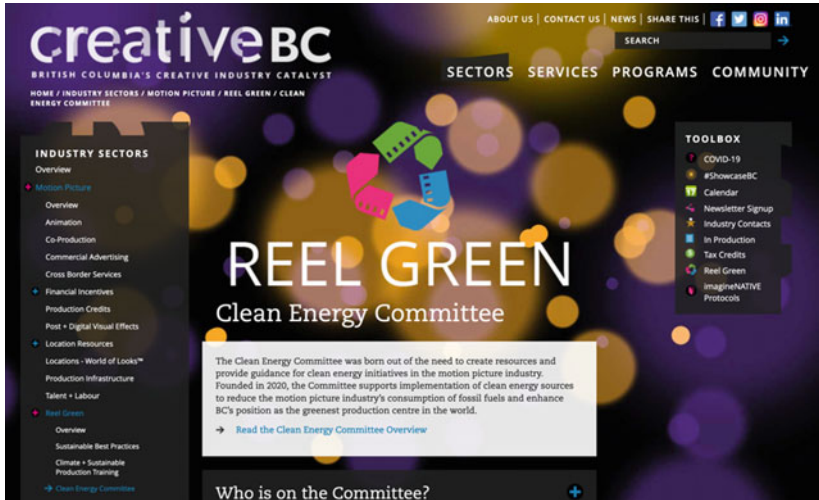 creative BC
BRITISH COLUMBIA'S CREATIVE INDUSTRY CATALYST
HOME / INDUSTRY SECTORS / MOTION PICTURE / REEL GREEN / CLEAN
ENERGY COMMITTEE
ABOUT US | CONTACT US | NEWS | SHARE THIS |
SEARCH
SECTORS SERVICES PROGRAMS COMMUNITY
INDUSTRY SECTORS
Overview
Motion Picture
Overview
Animation
Co-Production
Commercial Advertising
Cross Border Services
Financial Incentives
Production Credits
Post + Digital Visual Effects
Location Resources
Locations - World of Looks™
Production Infrastructure
Talent + Labour
Reel Green
Overview
Sustainable Best Practices
Climate + Sustainable
Production Training
Clean Energy Committee
REEL GREEN
Clean Energy Committee
The Clean Energy Committee was born out of the need to create resources and
provide guidance for clean energy initiatives in the motion picture industry.
Founded in 2020, the Committee supports implementation of clean energy sources
to reduce the motion picture industry's consumption of fossil fuels and enhance
BC's position as the greenest production centre in the world.
Read the Clean Energy Committee Overview
Who is on the Committee?
TOOLBOX
COVID-19
#ShowcaseBC
17 Calendar
Newsletter Signup
Industry Contacts
In Production
Tax Credits
Reel Green
imagineNATIVE
Protocols